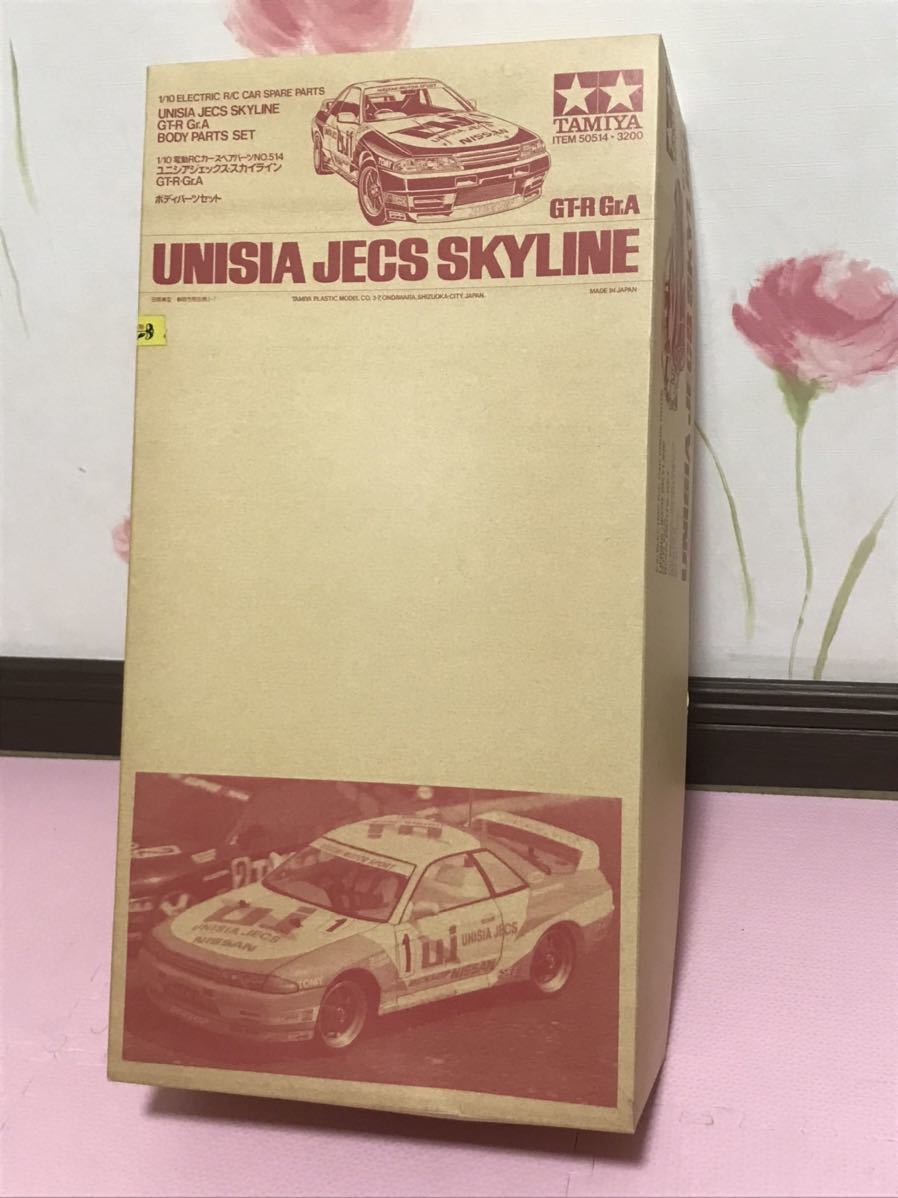 1/10 ELECTRIC R/C CAR SPARE PARTS
UNISIA JECS SKYLINE
GT-R Gr.A
BODY PARTS SET
1/10 電動RCカースペアパーツNO.514
ユニシアジェックス・スカイライン
GT-R・Gr.A
ボディパーツセット
TAMIYA
ITEM 50514・3200
GT-R Gr.A
UNISIA JECS SKYLINE
TAMIYA PLASTIC MODEL CO. 3-7, ONDAWARA, SHIZUOKA-CITY, JAPAN.
MADE IN JAPAN
NISSAN
TOMY
1
1
UNISIA JECS
UNISIA JECS
NISSAN
NISSAN
TOMY